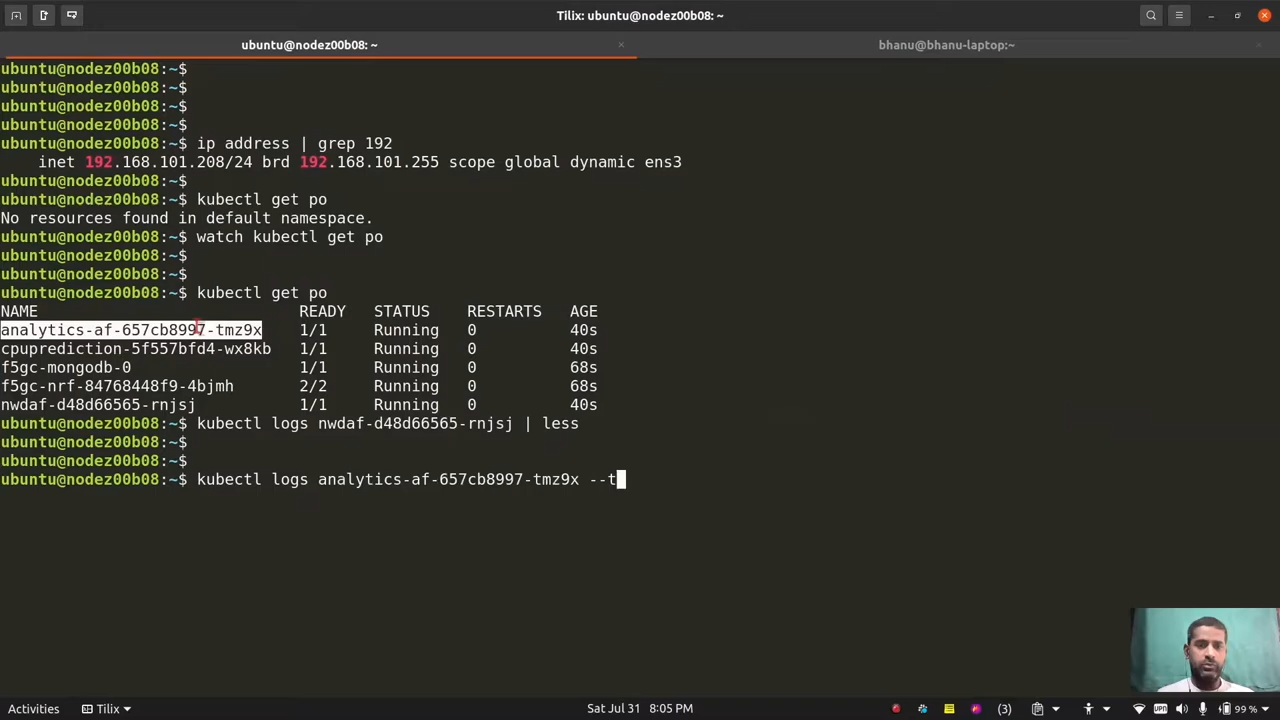 Tilix: ubuntu@nodez00b08: ~
ubuntu@nodez00b08: ~
bhanu@bhanu-laptop:~
ubuntu@nodez00b08:~$
ubuntu@nodez00b08:~$
ubuntu@nodez00b08:~$
ubuntu@nodez00b08:~$
ubuntu@nodez00b08:~$ ip address | grep 192
inet 192.168.101.208/24 brd 192.168.101.255 scope global dynamic ens3
ubuntu@nodez00b08:~$
ubuntu@nodez00b08:~$ kubectl get po
No resources found in default namespace.
ubuntu@nodez00b08:~$ watch kubectl get po
ubuntu@nodez00b08:~$
ubuntu@nodez00b08:~$
ubuntu@nodez00b08:~$ kubectl get po
NAME READY STATUS RESTARTS AGE
analytics-af-657cb8997-tmz9x 1/1 Running 0 40s
cpuprediction-5f557bfd4-wx8kb 1/1 Running 0 40s
f5gc-mongodb-0 1/1 Running 0 68s
f5gc-nrf-84768448f9-4bjmh 2/2 Running 0 68s
nwdaf-d48d66565-rnjsj 1/1 Running 0 40s
ubuntu@nodez00b08:~$ kubectl logs nwdaf-d48d66565-rnjsj | less
ubuntu@nodez00b08:~$
ubuntu@nodez00b08:~$
ubuntu@nodez00b08:~$ kubectl logs analytics-af-657cb8997-tmz9x --t
Activities Tilix Sat Jul 31 8:05 PM (3) UPN 99 %